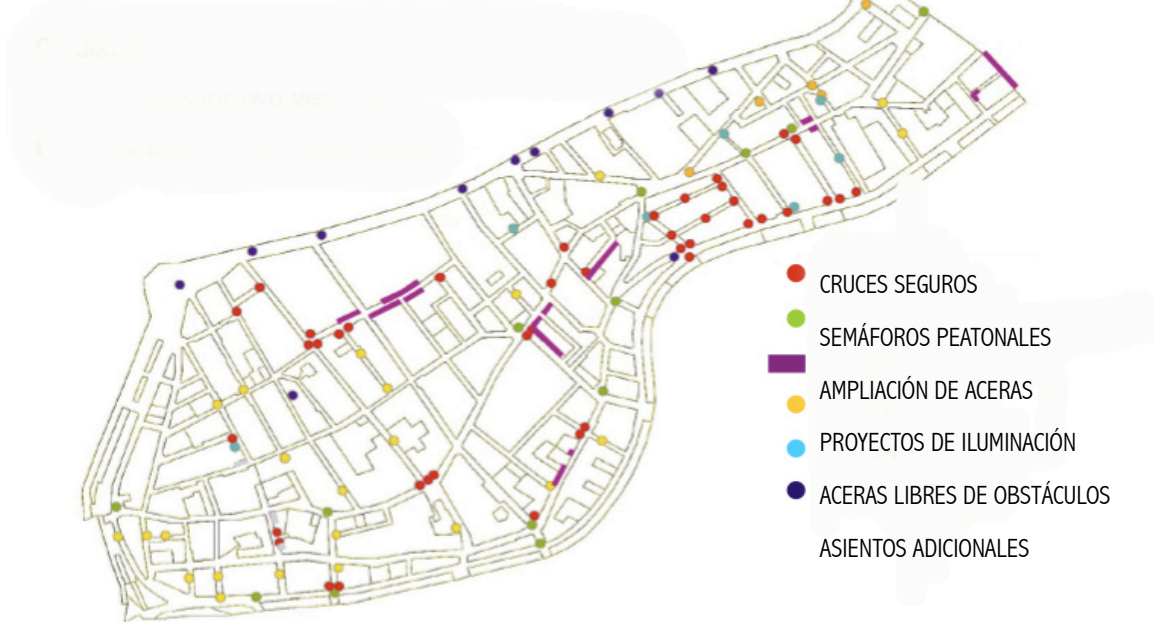 CRUCES SEGUROS
SEMÁFOROS PEATONALES
AMPLIACIÓN DE ACERAS
PROYECTOS DE ILUMINACIÓN
ACERAS LIBRES DE OBSTÁCULOS
ASIENTOS ADICIONALES